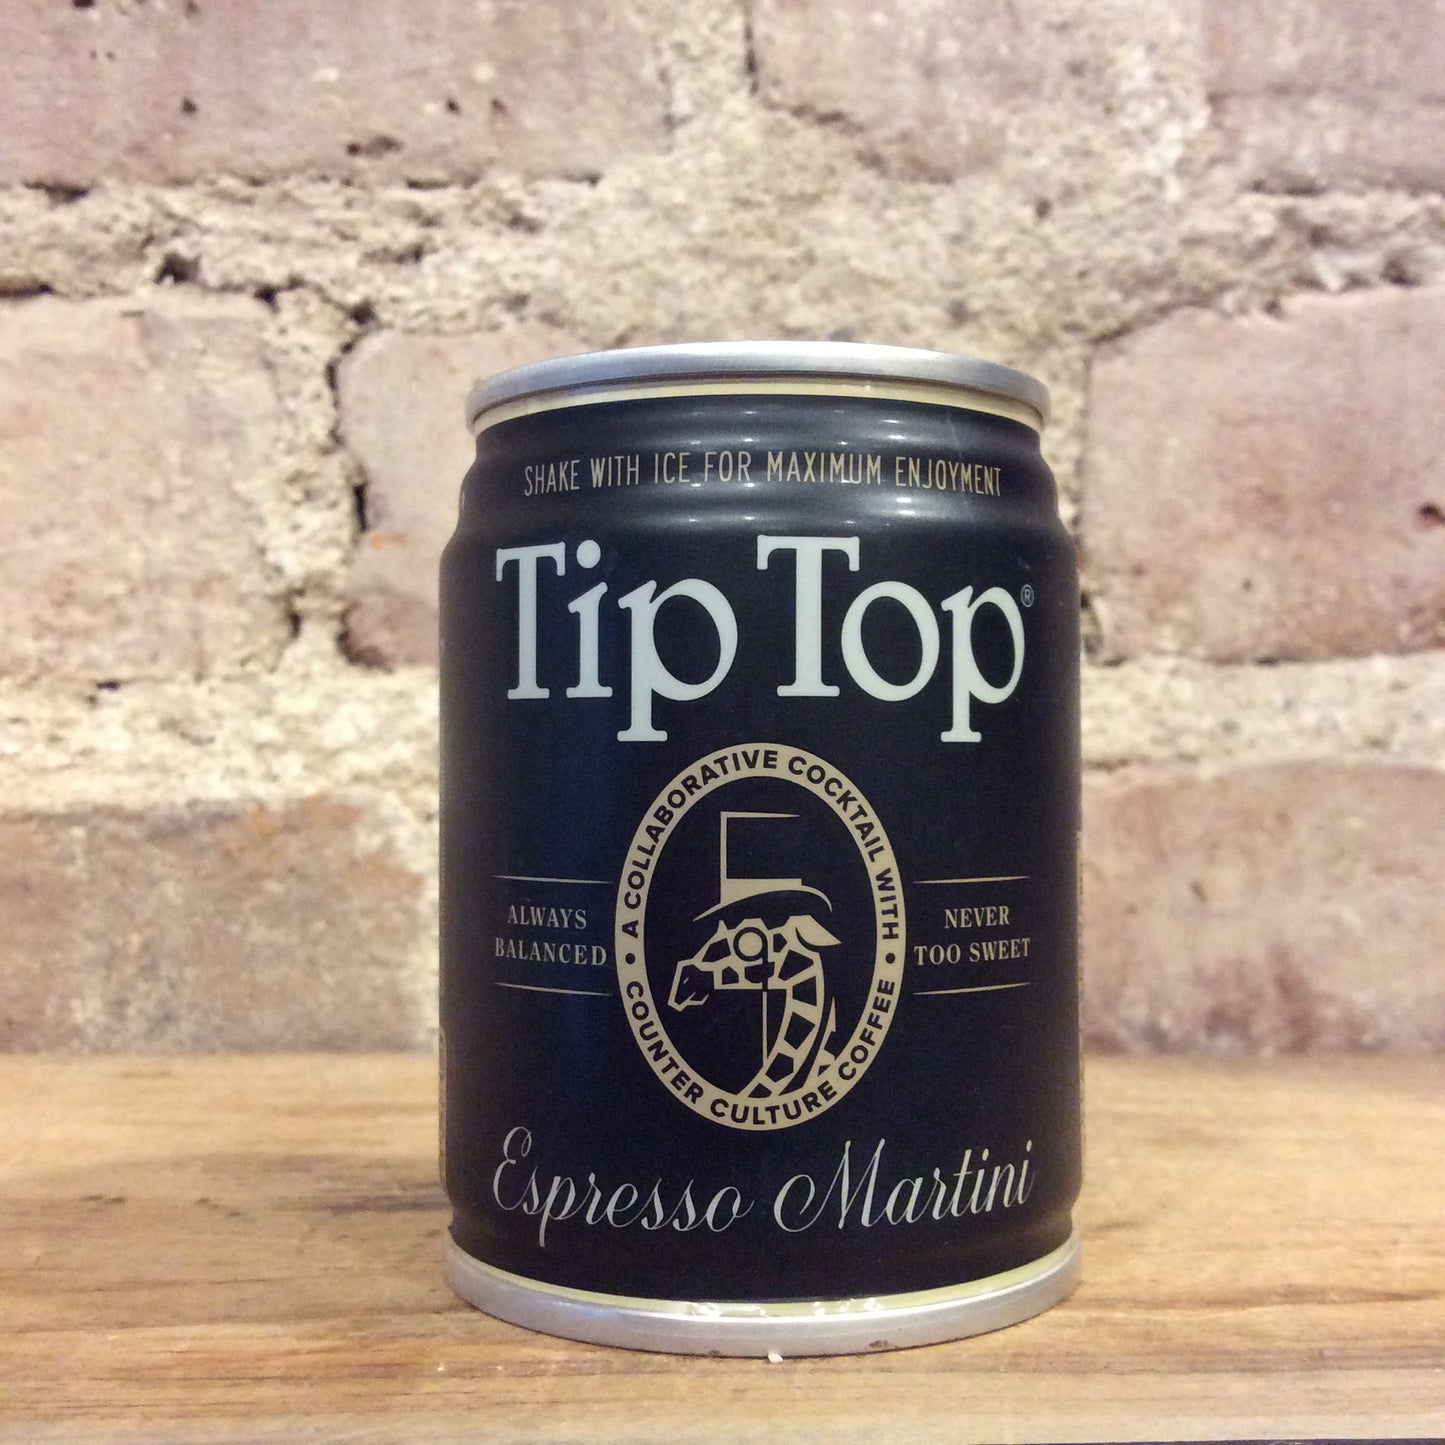 SHAKE WITH ICE FOR MAXIMUM ENJOYMENT
Tip Top®
A COLLABORATIVE COCKTAIL WITH
• COUNTER CULTURE COFFEE •
ALWAYS
BALANCED
NEVER
TOO SWEET
Espresso Martini